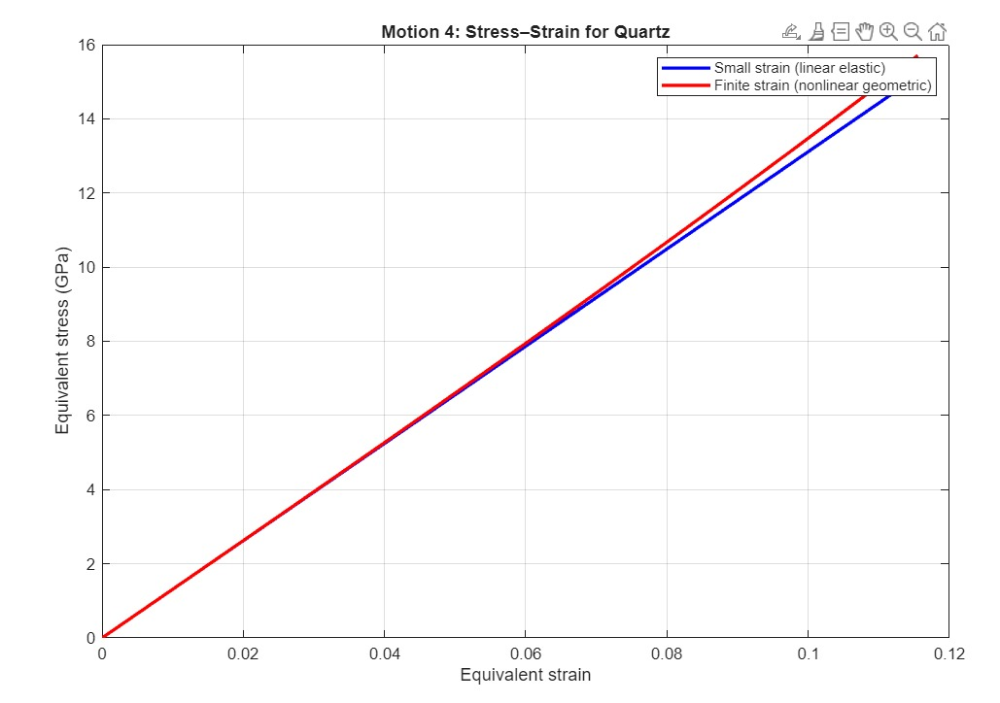 Motion 4: Stress–Strain for Quartz
Small strain (linear elastic)
Finite strain (nonlinear geometric)
Equivalent stress (GPa)
16
14
12
10
8
6
4
2
0
0 0.02 0.04 0.06 0.08 0.1 0.12
Equivalent strain